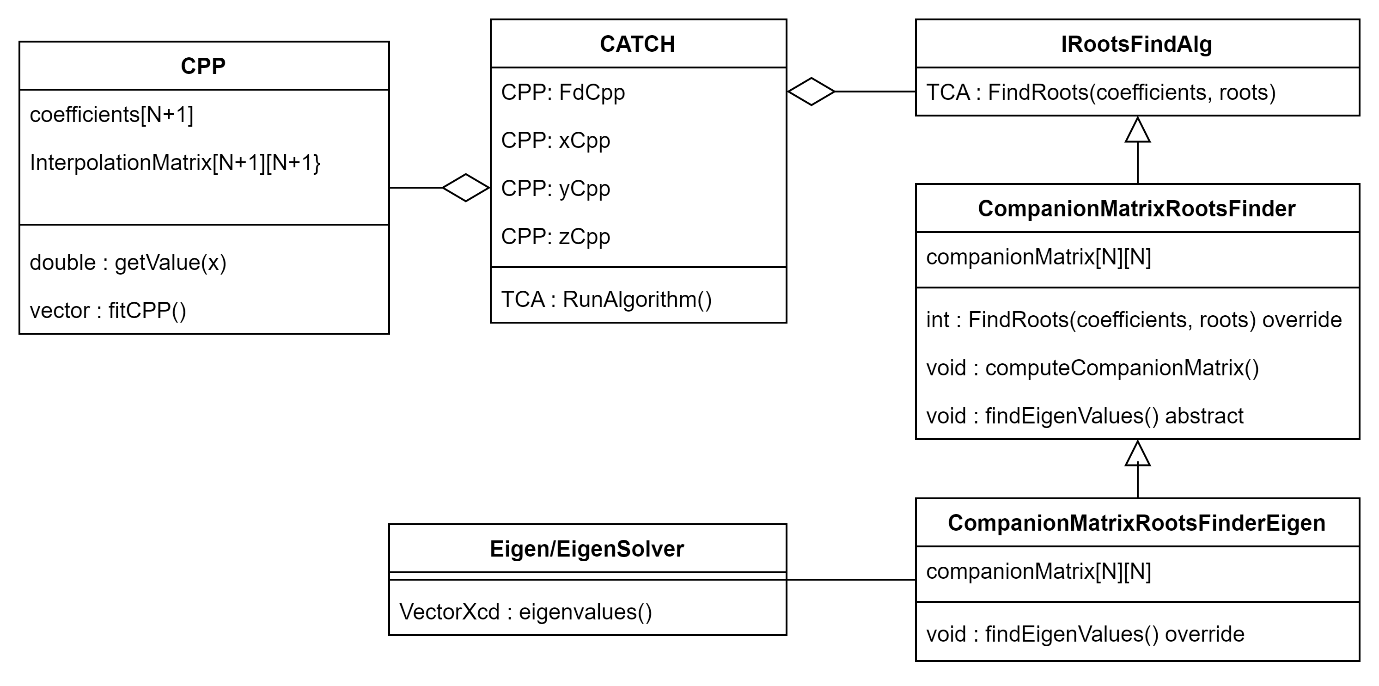 CPP
coefficients[N+1]
InterpolationMatrix[N+1][N+1}
double : getValue(x)
vector : fitCPP()
CATCH
CPP: FdCpp
CPP: xCpp
CPP: yCpp
CPP: zCpp
TCA : RunAlgorithm()
IRootsFindAlg
TCA : FindRoots(coefficients, roots)
CompanionMatrixRootsFinder
companionMatrix[N][N]
int : FindRoots(coefficients, roots) override
void : computeCompanionMatrix()
void : findEigenValues() abstract
Eigen/EigenSolver
VectorXcd : eigenvalues()
CompanionMatrixRootsFinderEigen
companionMatrix[N][N]
void : findEigenValues() override